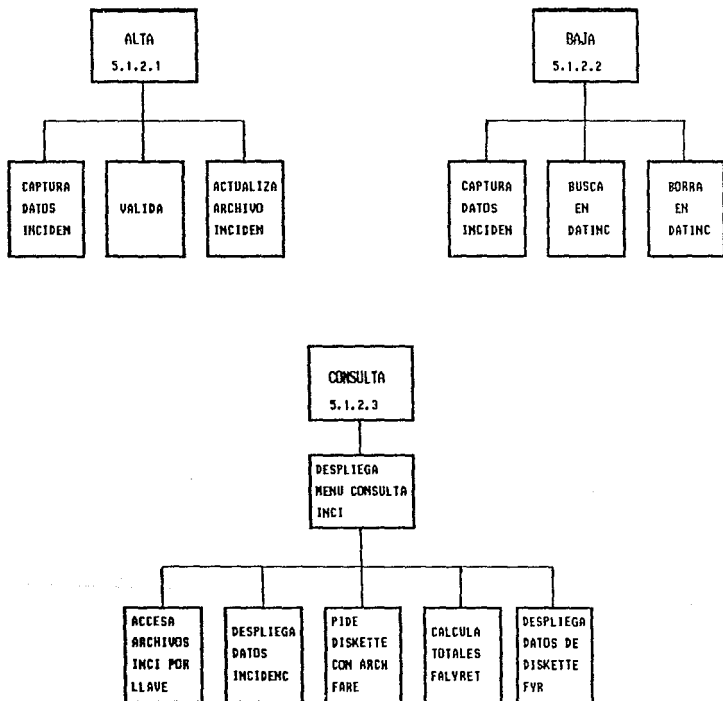 ALTA
5.1.2.1
CAPTURA
DATOS
INCIDEN
VALIDA
ACTUALIZA
ARCHIVO
INCIDEN
BAJA
5.1.2.2
CAPTURA
DATOS
INCIDEN
BUSCA
EN
DATINC
BORRA
EN
DATINC
CONSULTA
5.1.2.3
DESPLIEGA
MENU CONSULTA
INCI
ACCESA
ARCHIVOS
INCI POR
LLAVE
DESPLIEGA
DATOS
INCIDENC
PIDE
DISKETTE
COM ARCH
FARE
CALCULA
TOTALES
FALYRET
DESPLIEGA
DATOS DE
DISKETTE
FYR